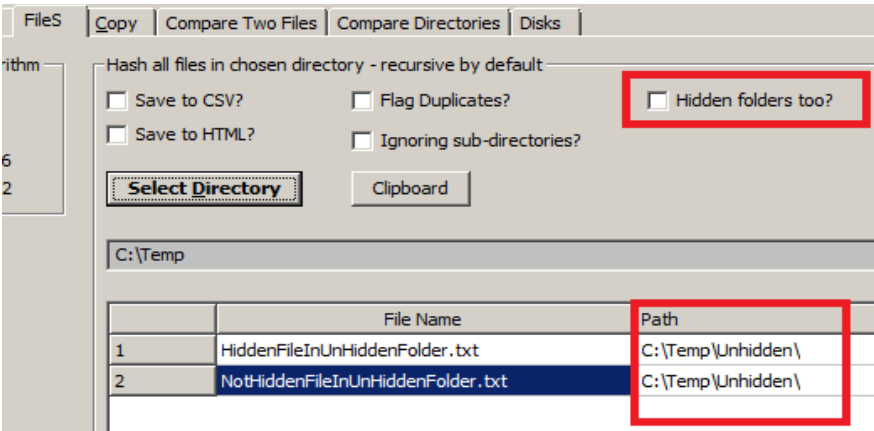 FileS Copy Compare Two Files Compare Directories Disks
rithm
6
2
Hash all files in chosen directory - recursive by default
Save to CSV? Flag Duplicates? Hidden folders too?
Save to HTML? Ignoring sub-directories?
Select Directory Clipboard
C:\Temp
File Name Path
1 HiddenFileInUnHiddenFolder.txt C:\Temp\Unhidden\
2 NotHiddenFileInUnHiddenFolder.txt C:\Temp\Unhidden\